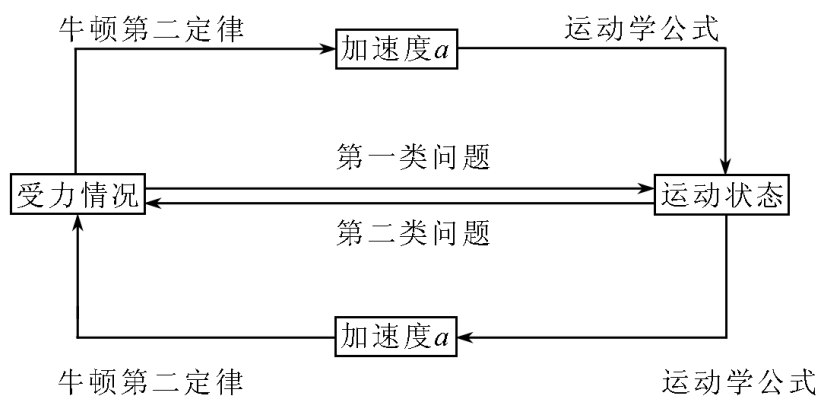 牛顿第二定律
加速度a
运动学公式
第一类问题
受力情况
运动状态
第二类问题
加速度a
牛顿第二定律
运动学公式